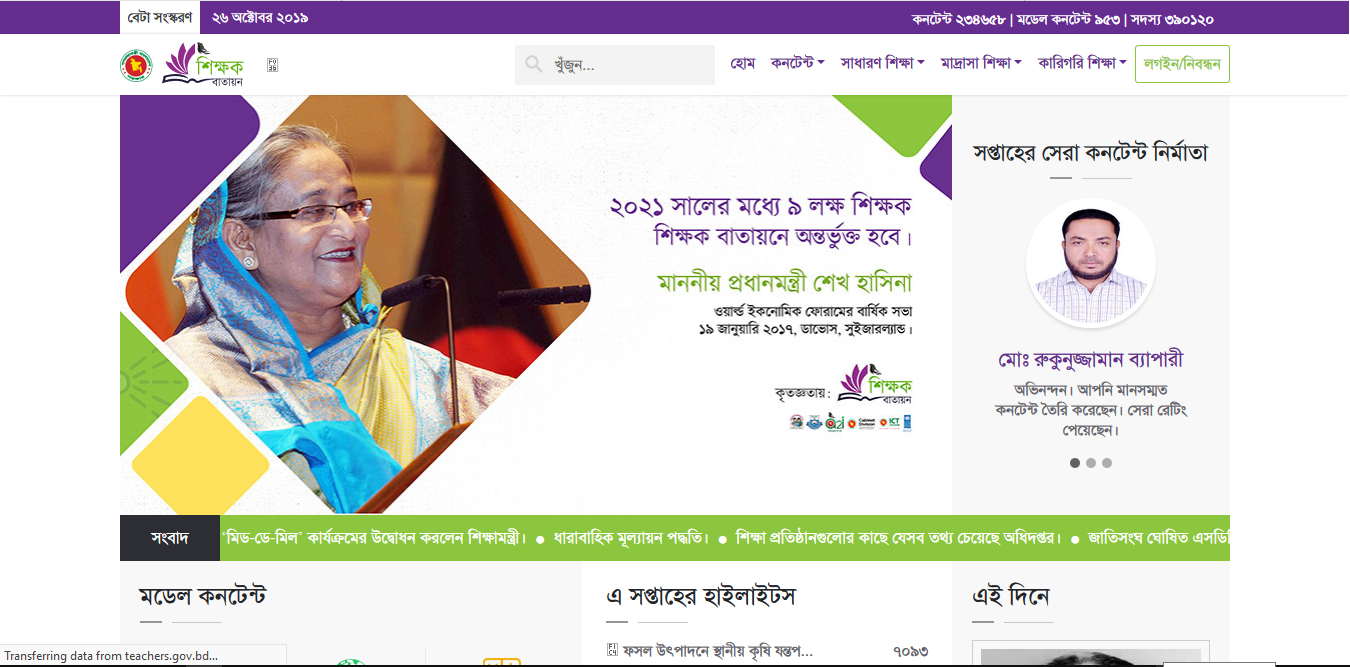 বেটা সংস্করণ
২৬ অক্টোবর ২০১৯
কনটেন্ট ২৩৪৬৫৮ | মডেল কনটেন্ট ৯৫৩ | সদস্য ৩৯০১২০
শিক্ষক
বাতায়ন
খুঁজুন...
হোম
কনটেন্ট
সাধারণ শিক্ষা
মাদ্রাসা শিক্ষা
কারিগরি শিক্ষা
লগইন/নিবন্ধন
২০২১ সালের মধ্যে ৯ লক্ষ শিক্ষক
শিক্ষক বাতায়নে অন্তর্ভুক্ত হবে।
মাননীয় প্রধানমন্ত্রী শেখ হাসিনা
ওয়ার্ল্ড ইকনোমিক ফোরামের বার্ষিক সভা
১৯ জানুয়ারি ২০১৭, ডাভোস, সুইজারল্যান্ড।
কৃতজ্ঞতায়:
শিক্ষক
বাতায়ন
Cabinet
Division
ICT
সপ্তাহের সেরা কনটেন্ট নির্মাতা
মোঃ রুকুনুজ্জামান ব্যাপারী
অভিনন্দন। আপনি মানসম্মত
কনটেন্ট তৈরি করেছেন। সেরা রেটিং
পেয়েছেন।
সংবাদ
‘মিড-ডে-মিল’ কার্যক্রমের উদ্বোধন করলেন শিক্ষামন্ত্রী। ● ধারাবাহিক মূল্যায়ন পদ্ধতি। ● শিক্ষা প্রতিষ্ঠানগুলোর কাছে যেসব তথ্য চেয়েছে অধিদপ্তর। ● জাতিসংঘ ঘোষিত এসডি
মডেল কনটেন্ট
এ সপ্তাহের হাইলাইটস
এই দিনে
ফসল উৎপাদনে স্থানীয় কৃষি যন্তপ...
৭০৯৩
Transferring data from teachers.gov.bd...